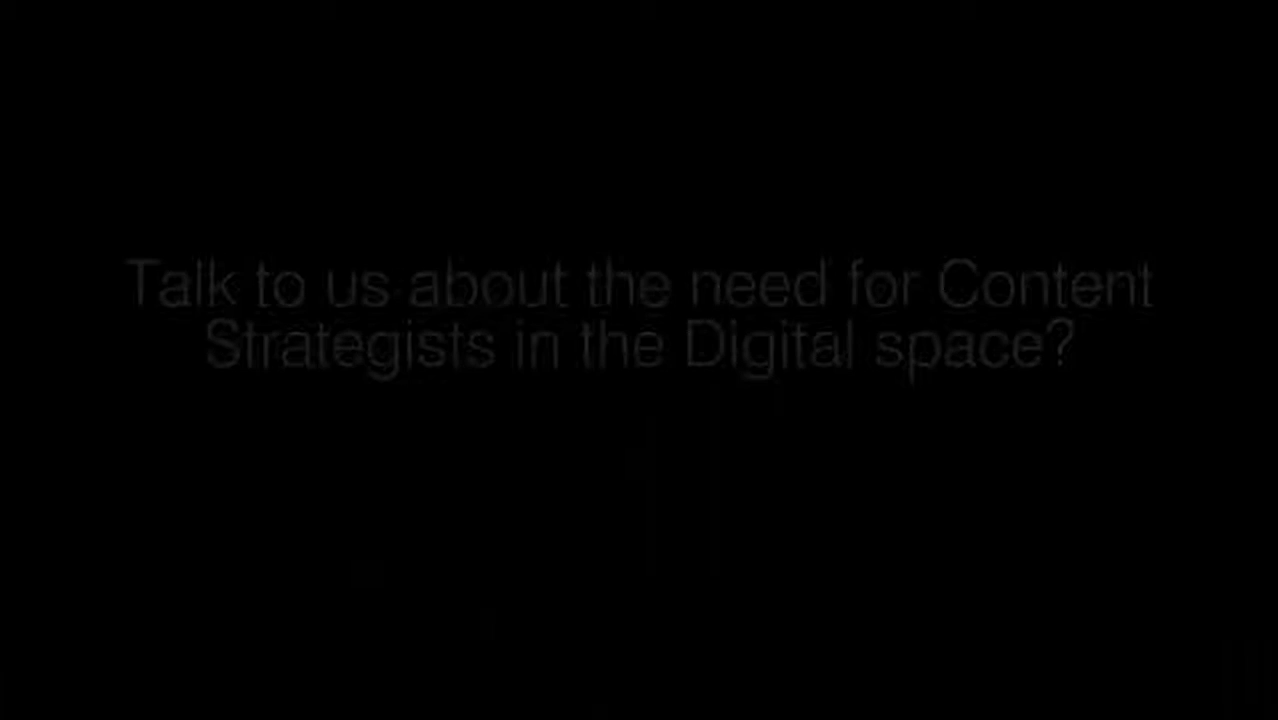 Talk to us about the need for Content
Strategists in the Digital space?